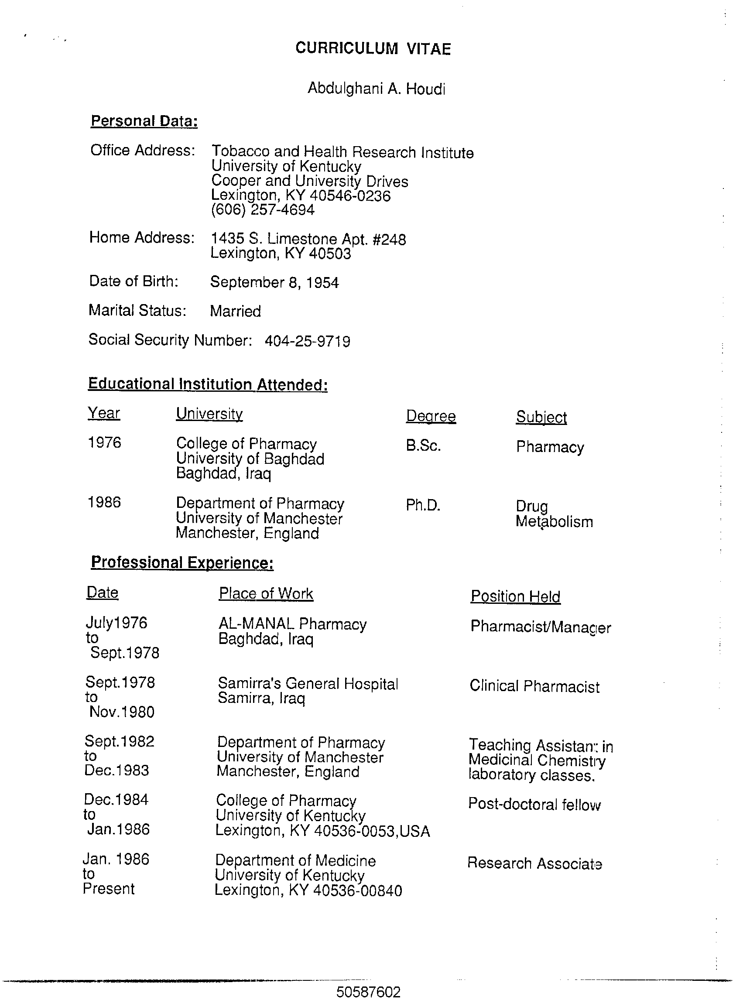 CURRICULUM VITAE
Abdulghani A. Houdi
Personal Data:
Office Address: Tobacco and Health Research Institute
University of Kentucky
Cooper and University Drives
Lexington, KY 40546-0236
(606) 257-4694
Home Address: 1435 S. Limestone Apt. #248
Lexington, KY 40503
Date of Birth: September 8, 1954
Marital Status: Married
Social Security Number: 404-25-9719
Educational Institution Attended:
Year University Degree Subject
1976 College of Pharmacy B.Sc. Pharmacy
University of Baghdad
Baghdad, Iraq
1986 Department of Pharmacy Ph.D. Drug
University of Manchester Metabolism
Manchester, England
Professional Experience:
Date Place of Work Position Held
July1976 AL-MANAL Pharmacy Pharmacist/Manager
to Baghdad, Iraq
Sept.1978
Sept.1978 Samirra's General Hospital Clinical Pharmacist
to Samirra, Iraq
Nov.1980
Sept.1982 Department of Pharmacy Teaching Assistant in
to University of Manchester Medicinal Chemistry
Dec.1983 Manchester, England laboratory classes.
Dec.1984 College of Pharmacy Post-doctoral fellow
to University of Kentucky
Jan.1986 Lexington, KY 40536-0053,USA
Jan. 1986 Department of Medicine Research Associate
to University of Kentucky
Present Lexington, KY 40536-00840
50587602